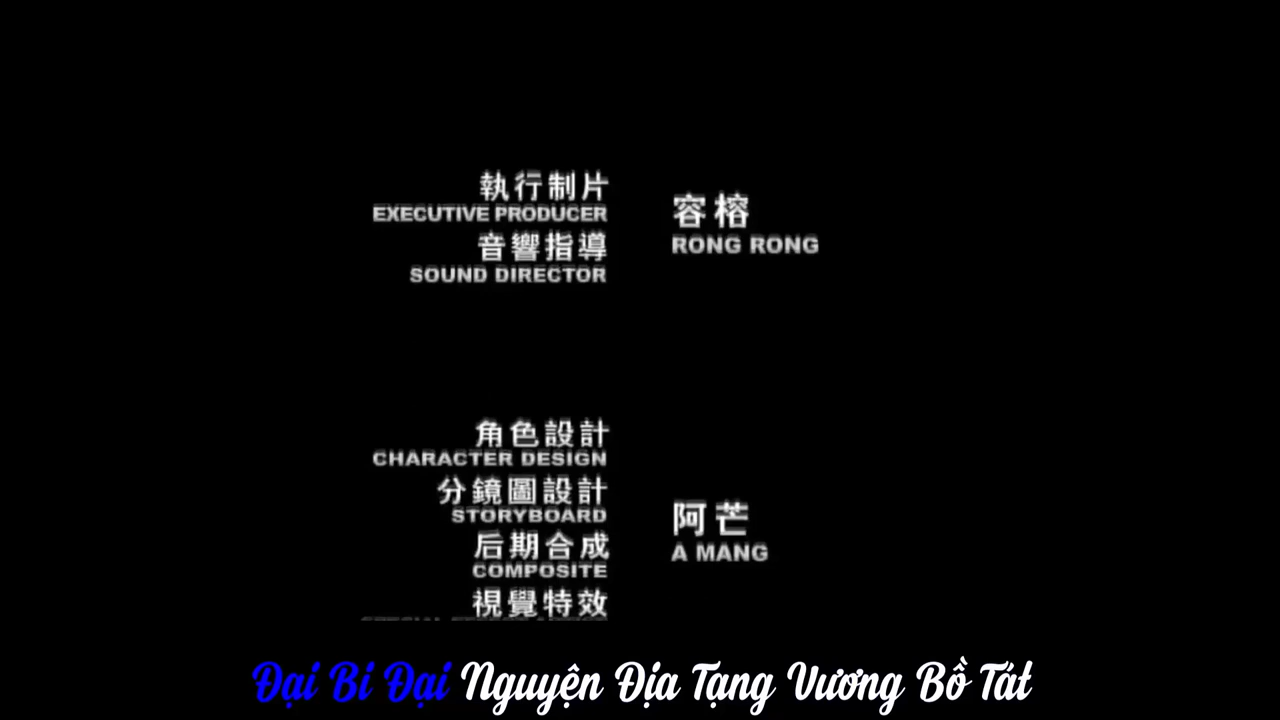 執行制片
EXECUTIVE PRODUCER
音響指導
SOUND DIRECTOR
容榕
RONG RONG
角色設計
CHARACTER DESIGN
分鏡圖設計
STORYBOARD
后期合成
COMPOSITE
視覺特效
阿芒
A MANG
Đại Bi Đại Nguyện Địa Tạng Vương Bồ Tát